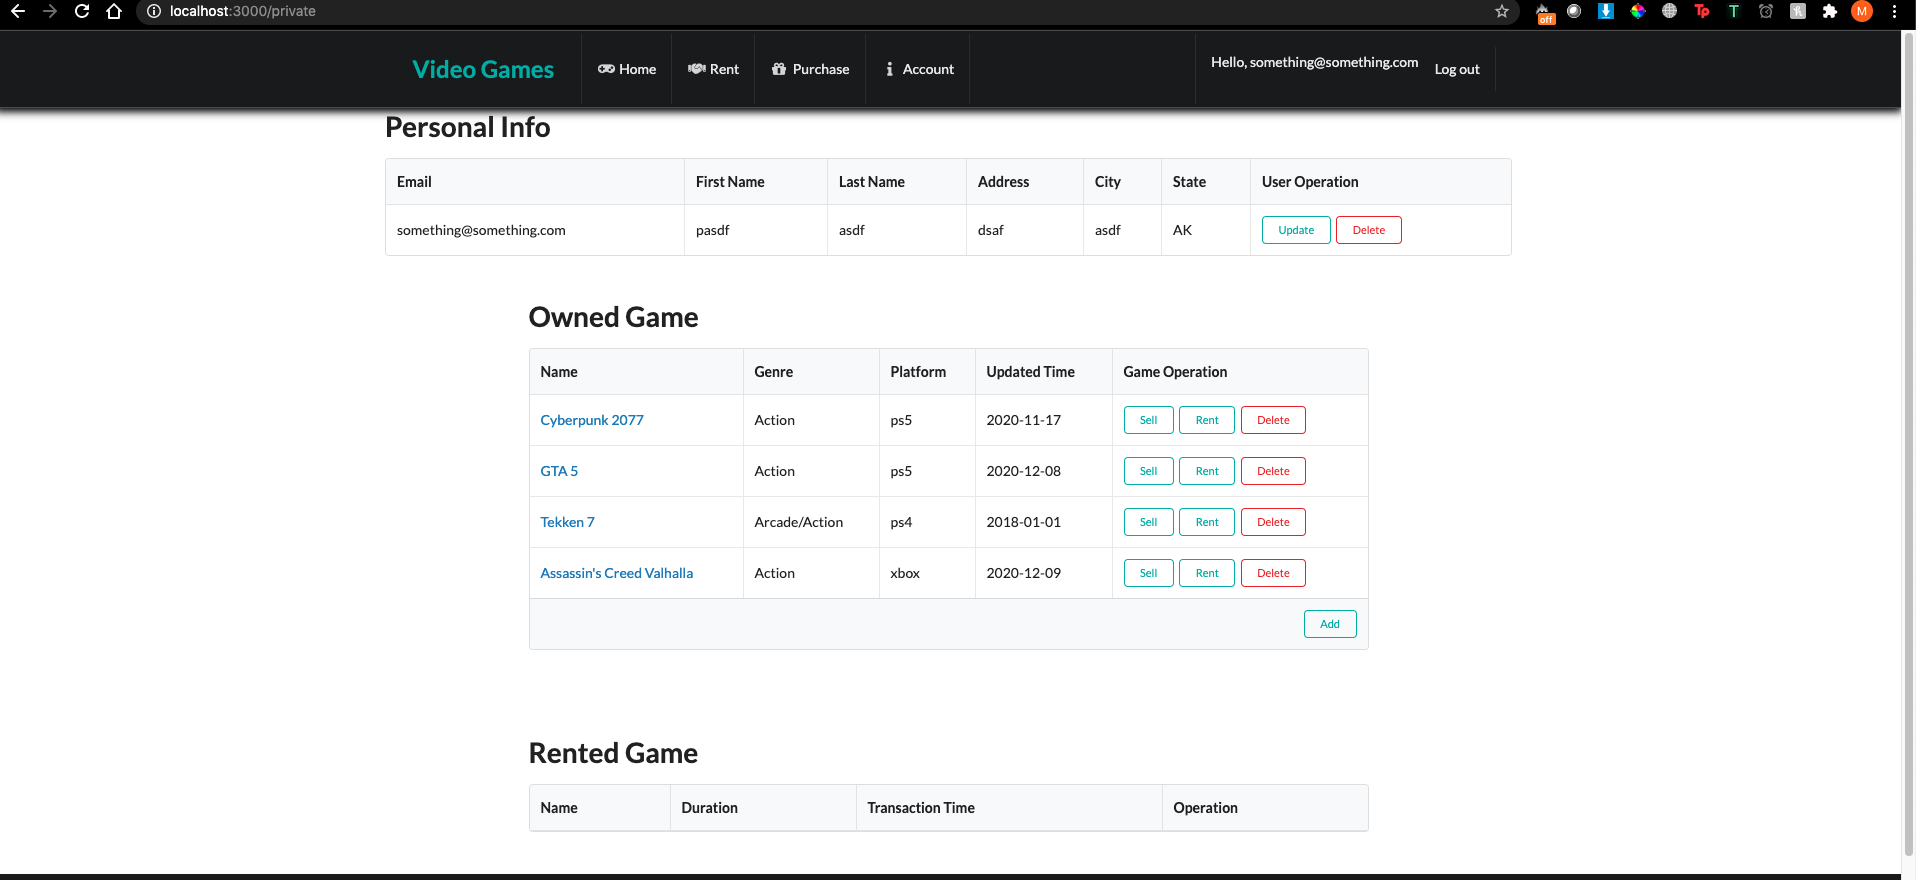 localhost:3000/private
off
Tp
T
M
Video Games Home Rent Purchase Account Hello, something@something.com Log out
Personal Info
Email First Name Last Name Address City State User Operation
something@something.com pasdf asdf dsaf asdf AK Update Delete
Owned Game
Name Genre Platform Updated Time Game Operation
Cyberpunk 2077 Action ps5 2020-11-17 Sell Rent Delete
GTA 5 Action ps5 2020-12-08 Sell Rent Delete
Tekken 7 Arcade/Action ps4 2018-01-01 Sell Rent Delete
Assassin's Creed Valhalla Action xbox 2020-12-09 Sell Rent Delete
Add
Rented Game
Name Duration Transaction Time Operation